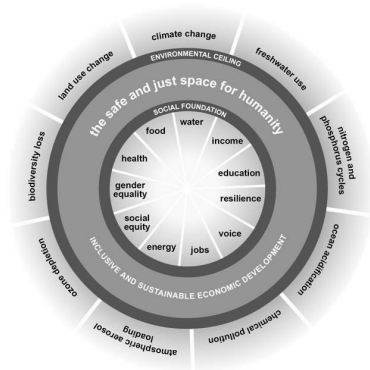 climate change
freshwater use
nitrogen and
phosphorus cycles
ocean acidification
chemical pollution
atmospheric aerosol
loading
ozone depletion
biodiversity loss
land use change
ENVIRONMENTAL CEILING
the safe and just space for humanity
SOCIAL FOUNDATION
water
income
education
resilience
voice
jobs
energy
social
equity
gender
equality
health
food
INCLUSIVE AND SUSTAINABLE ECONOMIC DEVELOPMENT